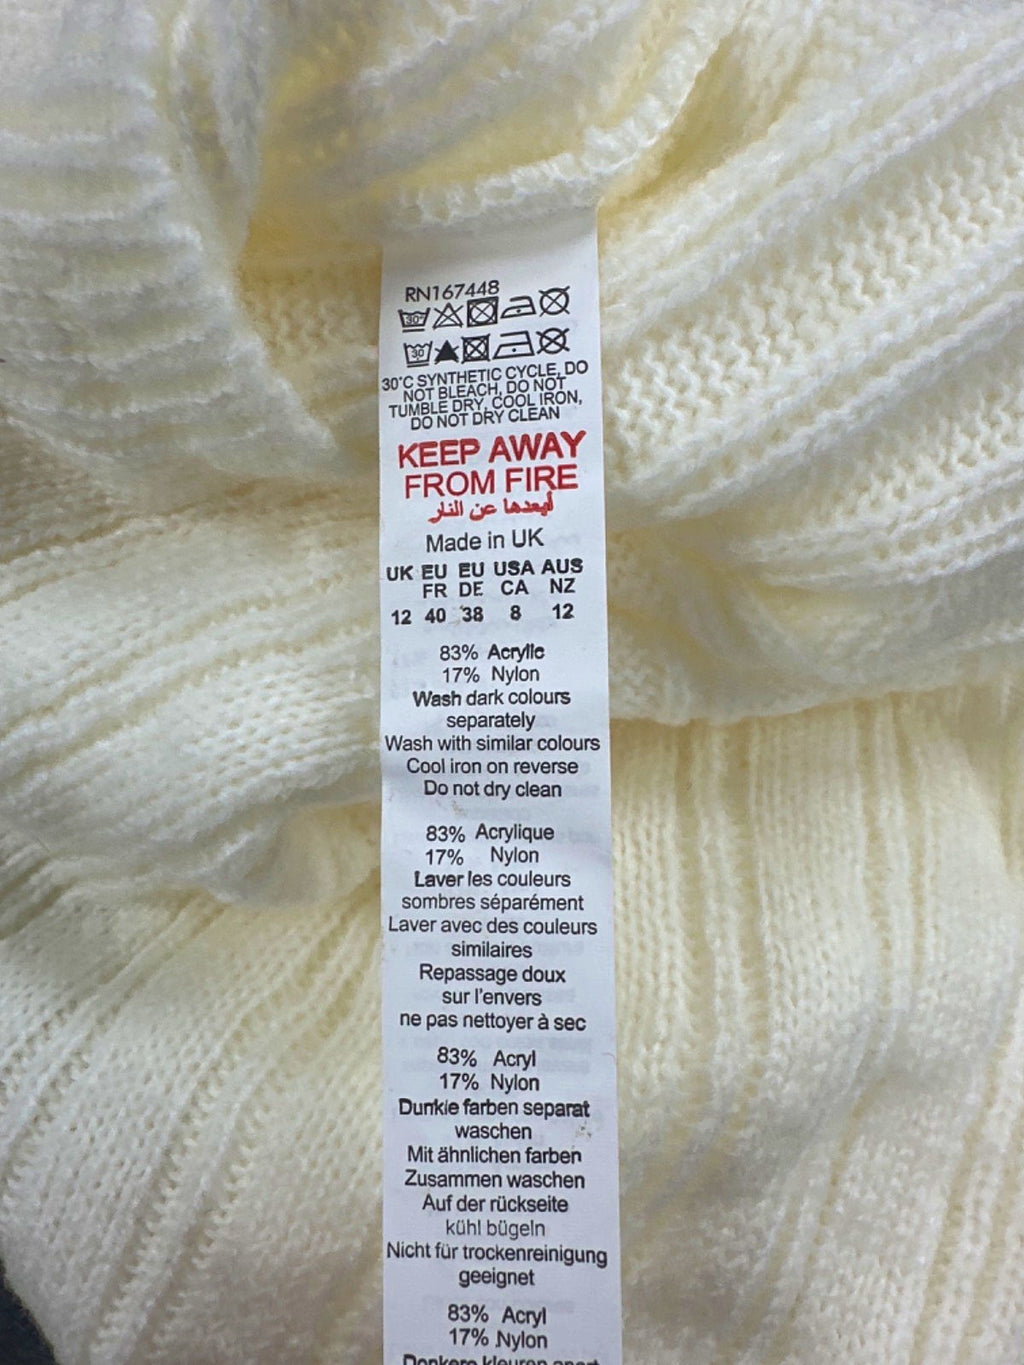 RN167448
30°
30
30°C SYNTHETIC CYCLE, DO
NOT BLEACH, DO NOT
TUMBLE DRY, COOL IRON,
DO NOT DRY CLEAN
KEEP AWAY
FROM FIRE
أبعدها عن النار
Made in UK
UK EU EU USA AUS
FR DE CA NZ
12 40 38 8 12
83% Acrylic
17% Nylon
Wash dark colours
separately
Wash with similar colours
Cool iron on reverse
Do not dry clean
83% Acrylique
17% Nylon
Laver les couleurs
sombres séparément
Laver avec des couleurs
similaires
Repassage doux
sur l'envers
ne pas nettoyer à sec
83% Acryl
17% Nylon
Dunkle farben separat
waschen
Mit ähnlichen farben
Zusammen waschen
Auf der rückseite
kühl bügeln
Nicht für trockenreinigung
geeignet
83% Acryl
17% Nylon
Donkere kleuren apart